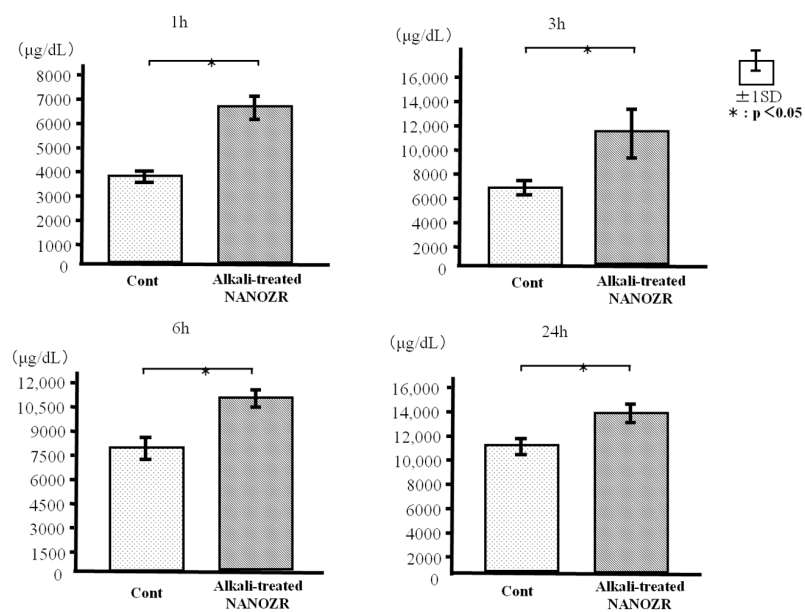 1h
(μg/dL)
8000
7000
6000
5000
4000
3000
2000
1000
0
*
Cont
Alkali-treated
NANOZR
3h
(μg/dL)
16,000
14,000
12,000
10,000
8000
6000
4000
2000
0
*
Cont
Alkali-treated
NANOZR
±1SD
*:p<0.05
6h
(μg/dL)
12,000
10,500
9000
7500
6000
4500
3000
1500
0
*
Cont
Alkali-treated
NANOZR
24h
(μg/dL)
16,000
14,000
12,000
10,000
8000
6000
4000
2000
0
*
Cont
Alkali-treated
NANOZR